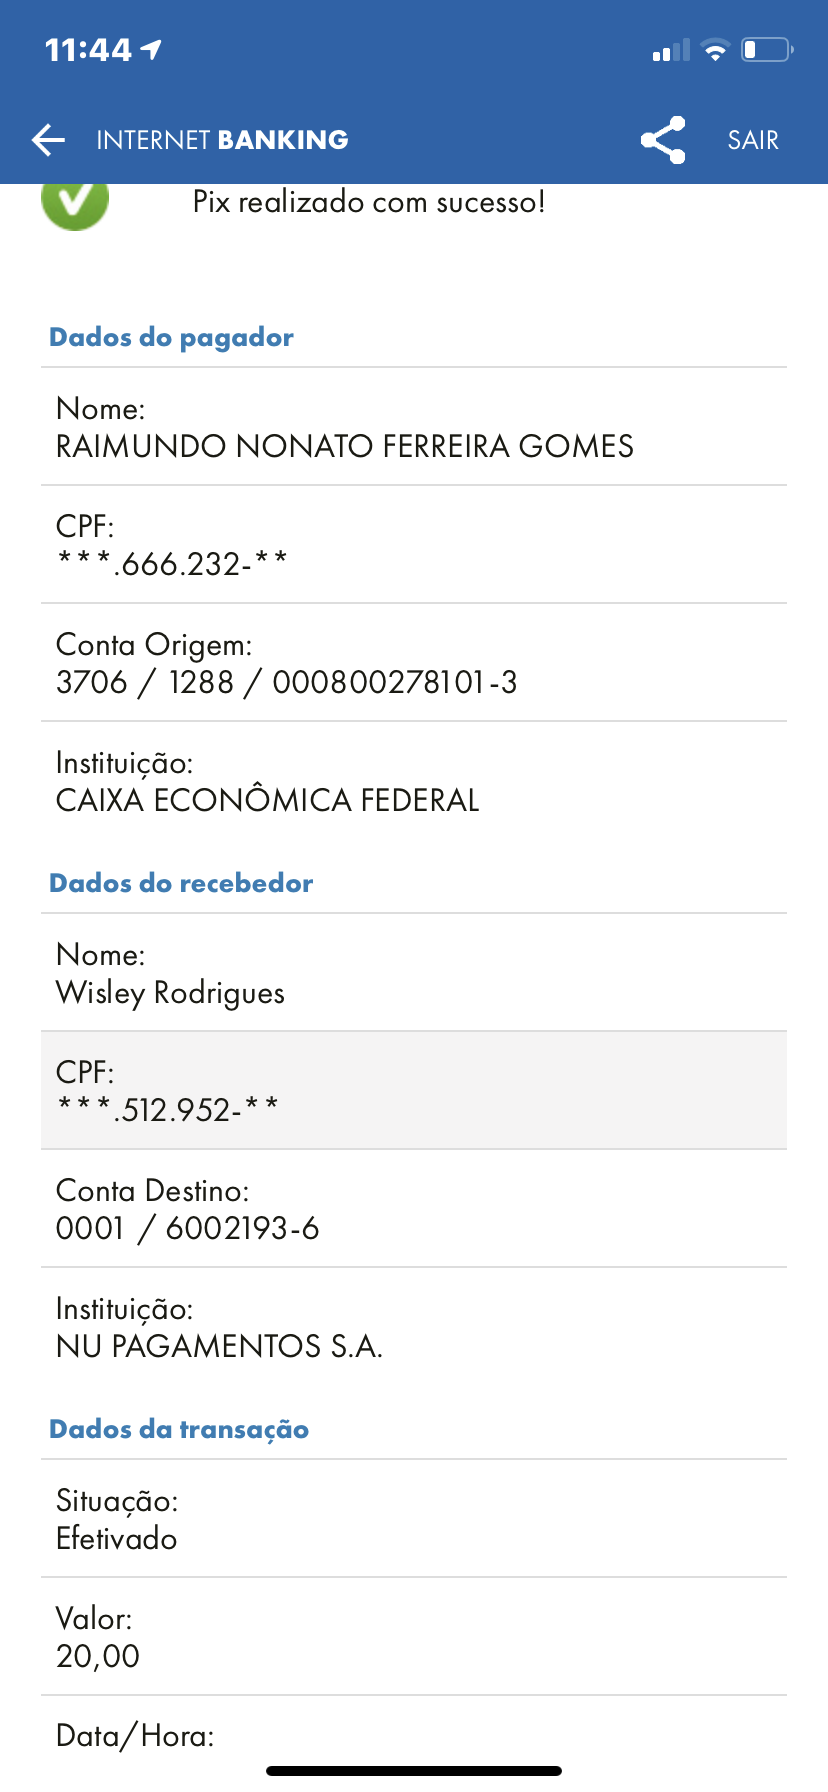 11:44
INTERNET BANKING
SAIR
Pix realizado com sucesso!
Dados do pagador
Nome:
RAIMUNDO NONATO FERREIRA GOMES
CPF:
***.666.232-**
Conta Origem:
3706 / 1288 / 000800278101-3
Instituição:
CAIXA ECONÔMICA FEDERAL
Dados do recebedor
Nome:
Wisley Rodrigues
CPF:
***.512.952-**
Conta Destino:
0001 / 6002193-6
Instituição:
NU PAGAMENTOS S.A.
Dados da transação
Situação:
Efetivado
Valor:
20,00
Data/Hora: